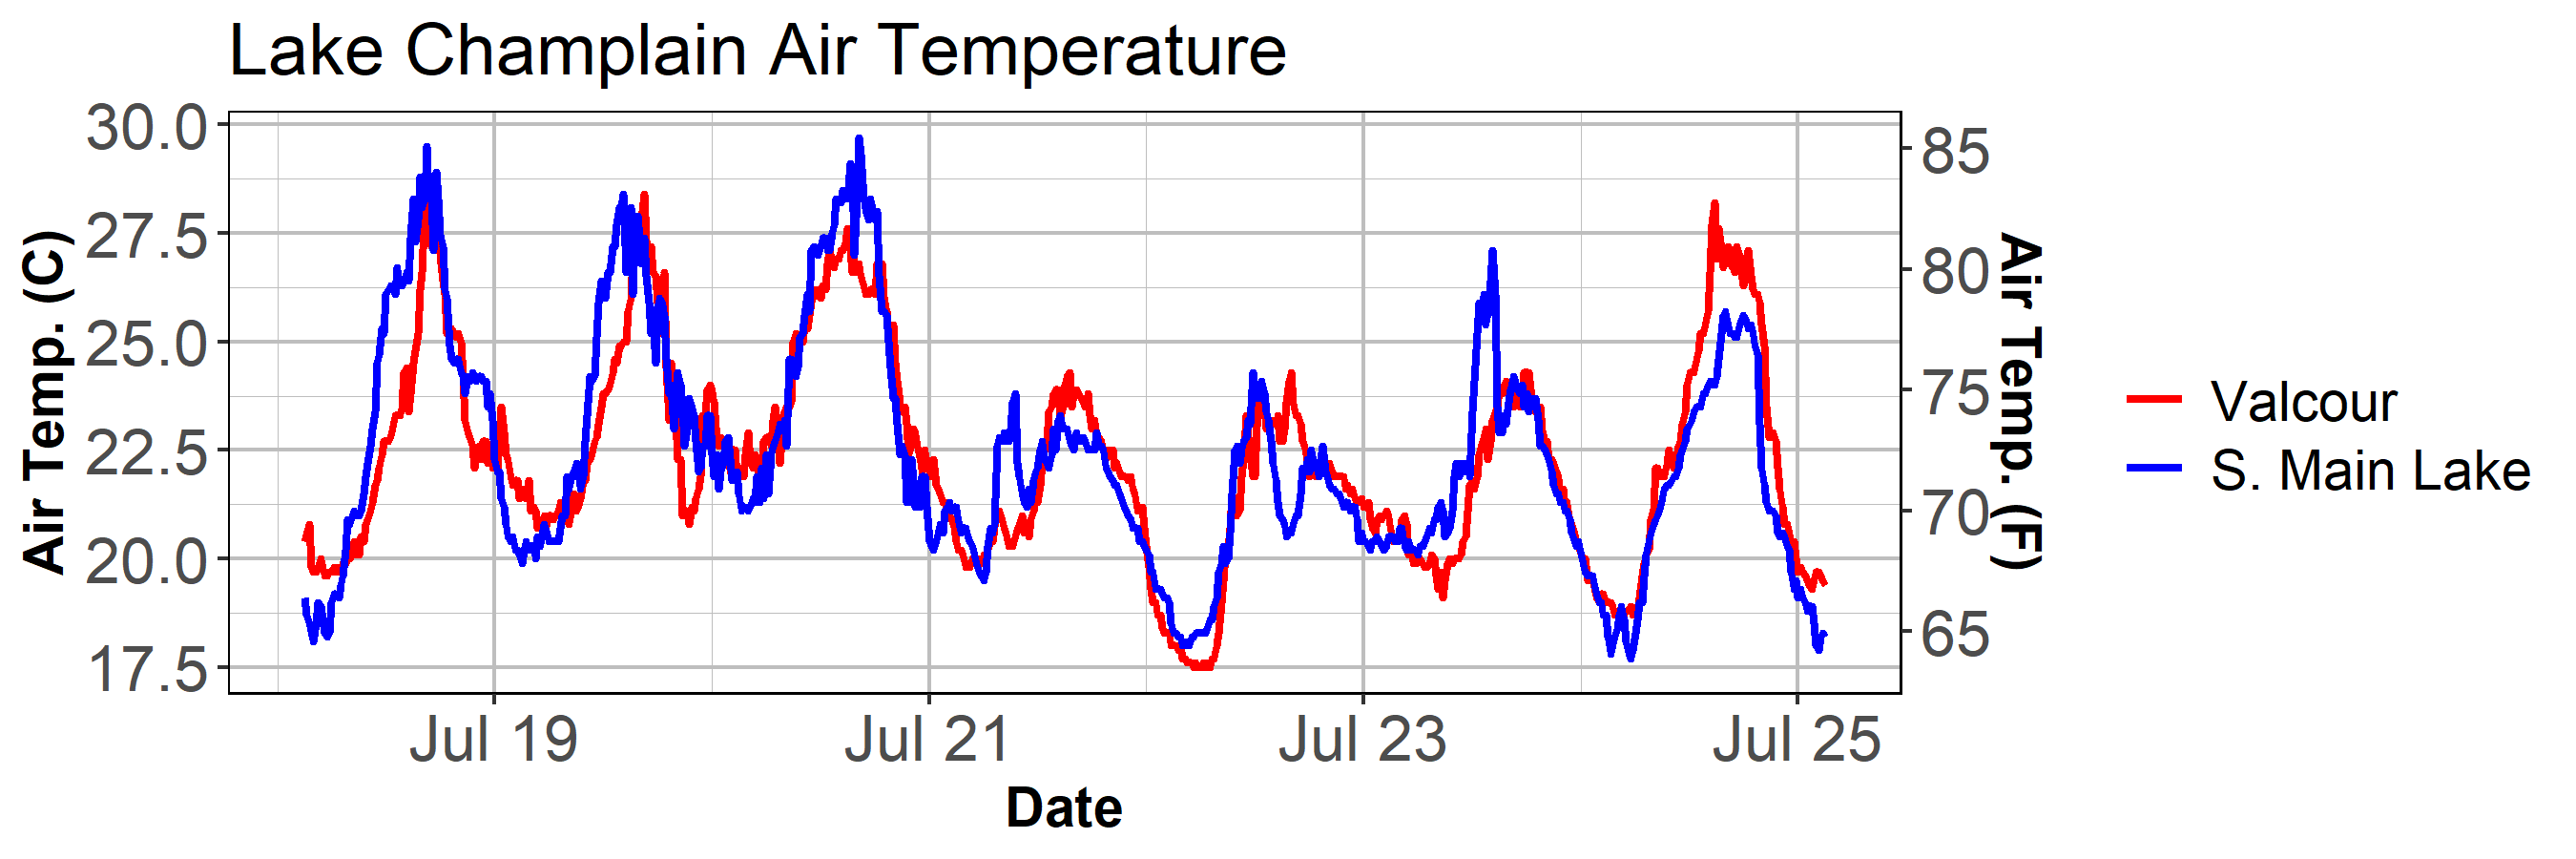 Lake Champlain Air Temperature
Air Temp. (C)
30.0
27.5
25.0
22.5
20.0
17.5
85
80
75
70
65
Air Temp. (F)
Jul 19
Jul 21
Jul 23
Jul 25
Date
Valcour
S. Main Lake